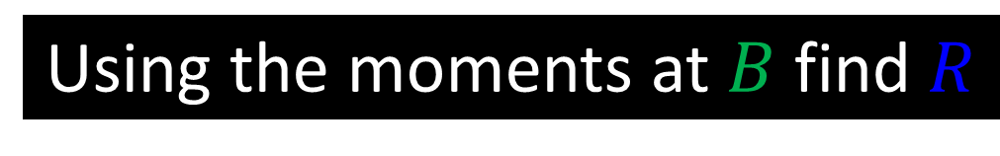 Using the moments at B find R